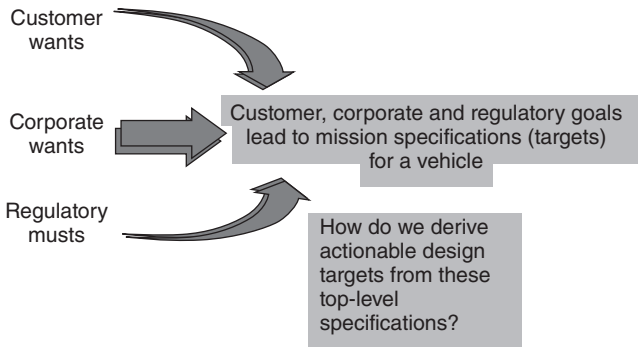 Customer
wants
Corporate
wants
Regulatory
musts
Customer, corporate and regulatory goals
lead to mission specifications (targets)
for a vehicle
How do we derive
actionable design
targets from these
top-level
specifications?